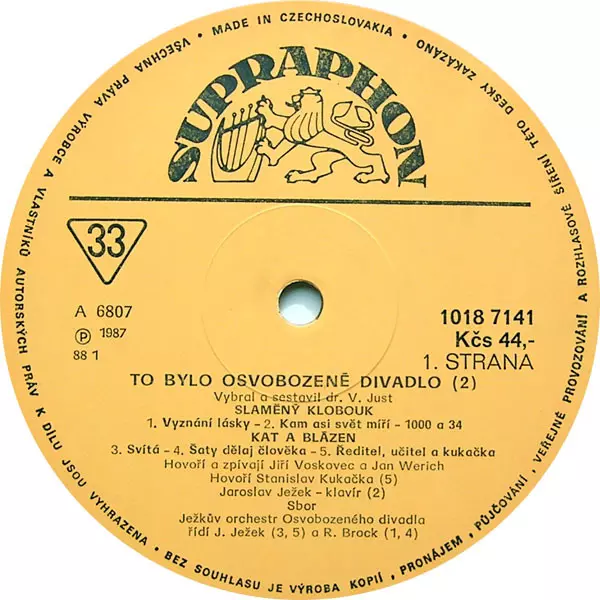 VŠECHNA PRÁVA VÝROBCE A VLASTNÍKŮ AUTORSKÝCH PRÁV K DÍLU JSOU VYHRAZENA • BEZ SOUHLASU JE VÝROBA KOPIÍ, PRONÁJEM, PŮJČOVÁNÍ, VEŘEJNÉ PROVOZOVÁNÍ A ROZHLASOVÉ ŠÍŘENÍ TÉTO DESKY ZAKÁZÁNO • MADE IN CZECHOSLOVAKIA •
SUPRAPHON
33
A 6807
Ⓟ 1987
88 1
1018 7141
Kčs 44,-
1. STRANA
TO BYLO OSVOBOZENÉ DIVADLO (2)
Vybral a sestavil dr. V. Just
SLAMĚNÝ KLOBOUK
1. Vyznání lásky – 2. Kam asi svět míří – 1000 a 34
KAT A BLÁZEN
3. Svítá – 4. Šaty dělaj člověka – 5. Ředitel, učitel a kukačka
Hovoří a zpívají Jiří Voskovec a Jan Werich
Hovoří Stanislav Kukačka (5)
Jaroslav Ježek – klavír (2)
Sbor
Ježkův orchestr Osvobozeného divadla
řídí J. Ježek (3, 5) a R. Brock (1, 4)